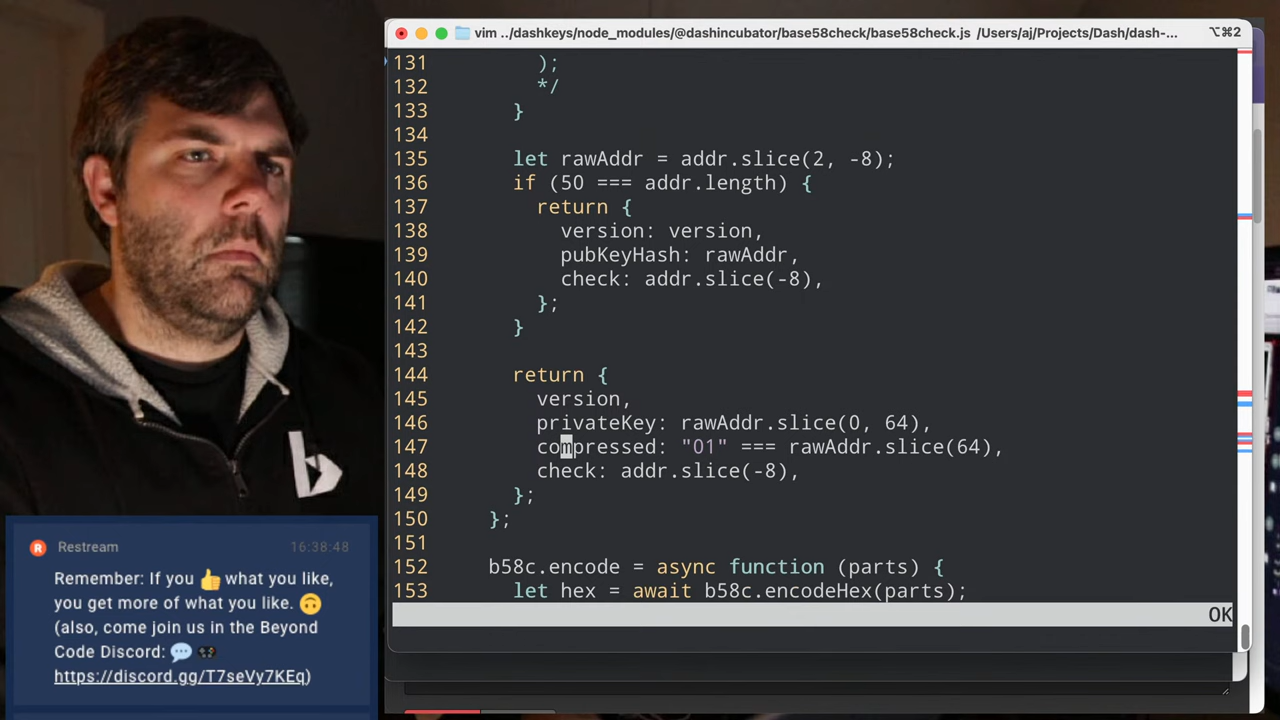 vim ../dashkeys/node_modules/@dashincubator/base58check/base58check.js /Users/aj/Projects/Dash/dash-...
⌥⌘2
131 );
132 */
133 }
134
135 let rawAddr = addr.slice(2, -8);
136 if (50 === addr.length) {
137 return {
138 version: version,
139 pubKeyHash: rawAddr,
140 check: addr.slice(-8),
141 };
142 }
143
144 return {
145 version,
146 privateKey: rawAddr.slice(0, 64),
147 compressed: "01" === rawAddr.slice(64),
148 check: addr.slice(-8),
149 };
150 };
151
152 b58c.encode = async function (parts) {
153 let hex = await b58c.encodeHex(parts);
OK
R Restream 16:38:48
Remember: If you 👍 what you like,
you get more of what you like. 🙃
(also, come join us in the Beyond
Code Discord: 💬 🎮
https://discord.gg/T7seVy7KEq)